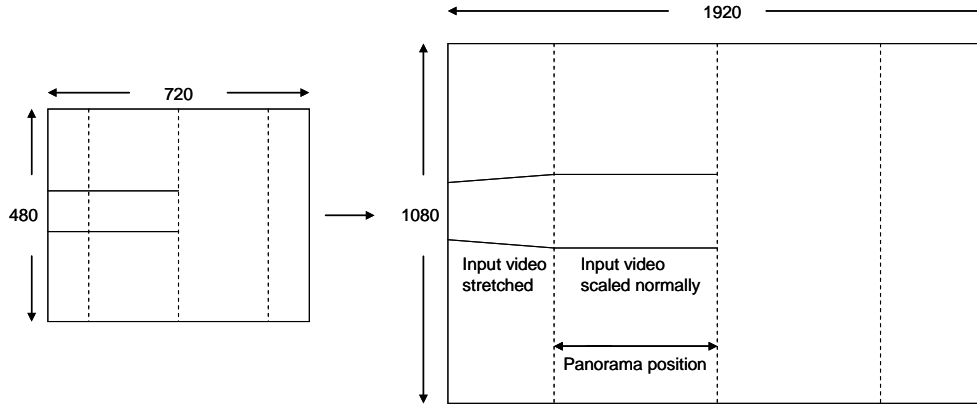 1920
720
480
1080
Input video
stretched
Input video
scaled normally
Panorama position